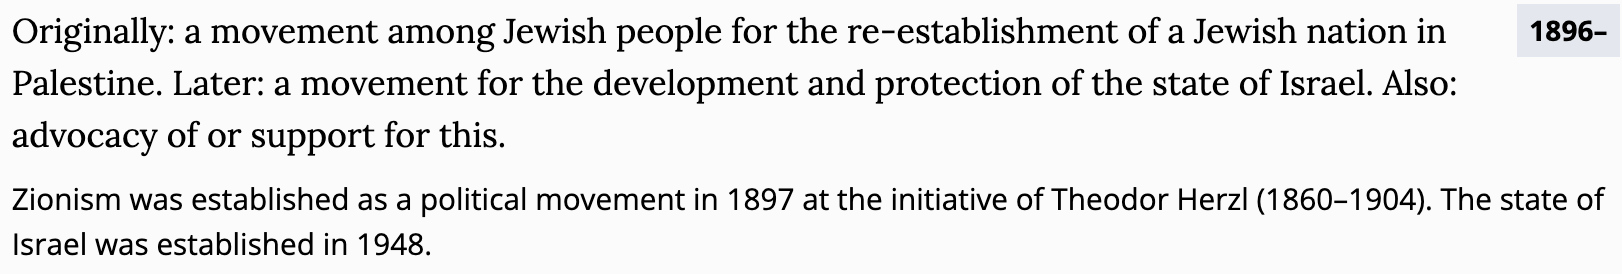 Originally: a movement among Jewish people for the re-establishment of a Jewish nation in 1896–
Palestine. Later: a movement for the development and protection of the state of Israel. Also:
advocacy of or support for this.
Zionism was established as a political movement in 1897 at the initiative of Theodor Herzl (1860–1904). The state of
Israel was established in 1948.